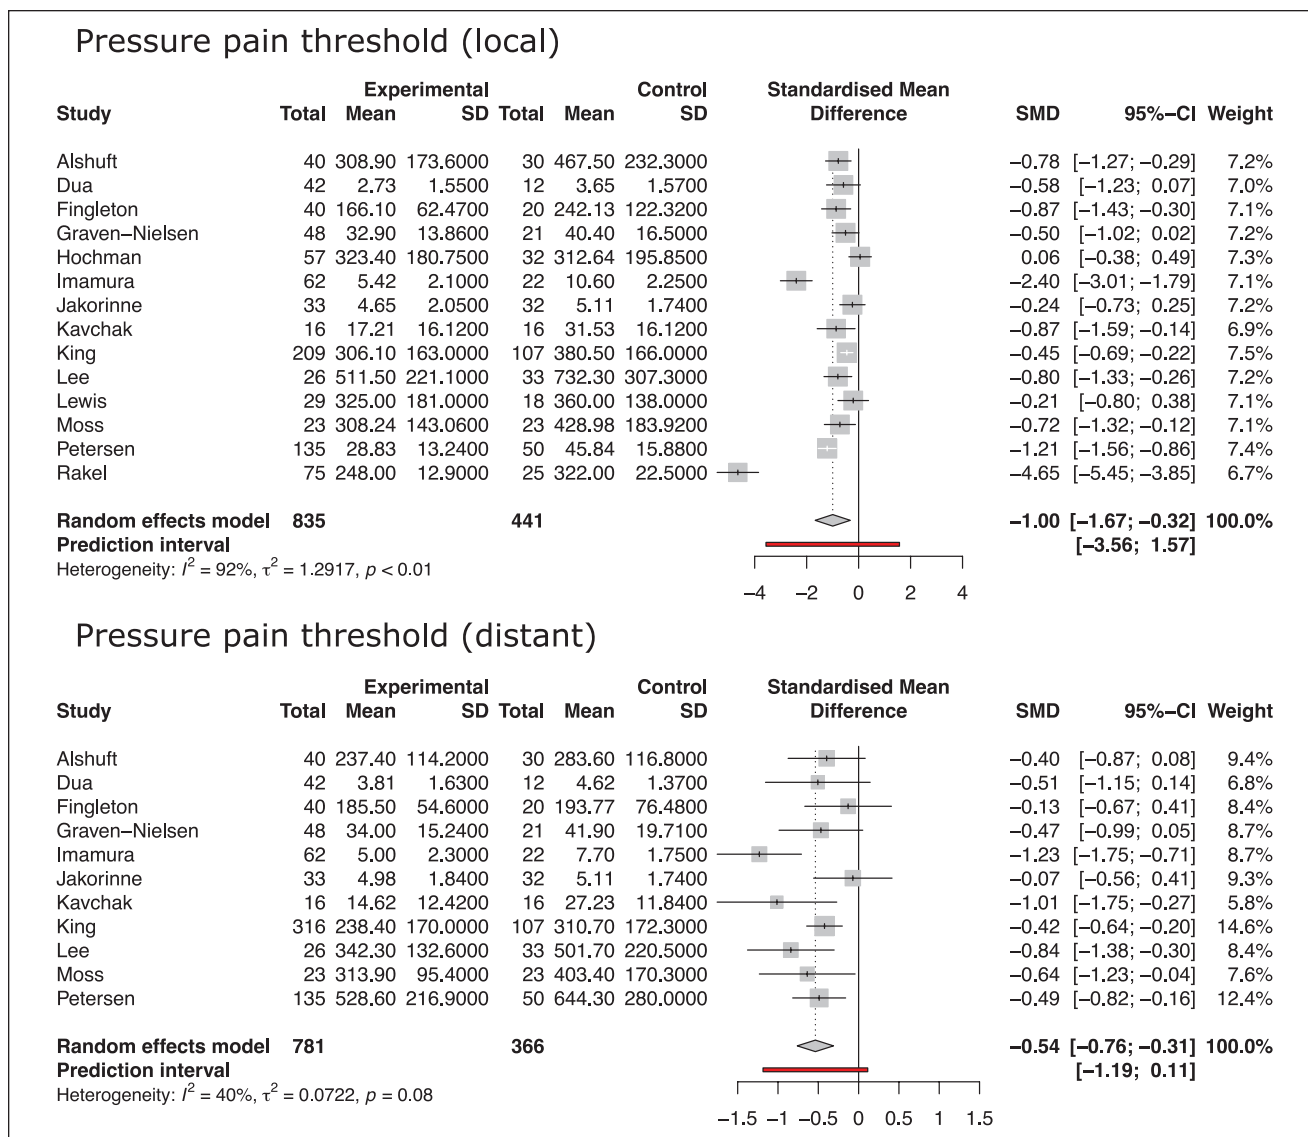 Pressure pain threshold (local)
Experimental Control Standardised Mean
Study Total Mean SD Total Mean SD Difference SMD 95%−CI Weight
Alshuft 40 308.90 173.6000 30 467.50 232.3000 −0.78 [−1.27; −0.29] 7.2%
Dua 42 2.73 1.5500 12 3.65 1.5700 −0.58 [−1.23; 0.07] 7.0%
Fingleton 40 166.10 62.4700 20 242.13 122.3200 −0.87 [−1.43; −0.30] 7.1%
Graven−Nielsen 48 32.90 13.8600 21 40.40 16.5000 −0.50 [−1.02; 0.02] 7.2%
Hochman 57 323.40 180.7500 32 312.64 195.8500 0.06 [−0.38; 0.49] 7.3%
Imamura 62 5.42 2.1000 22 10.60 2.2500 −2.40 [−3.01; −1.79] 7.1%
Jakorinne 33 4.65 2.0500 32 5.11 1.7400 −0.24 [−0.73; 0.25] 7.2%
Kavchak 16 17.21 16.1200 16 31.53 16.1200 −0.87 [−1.59; −0.14] 6.9%
King 209 306.10 163.0000 107 380.50 166.0000 −0.45 [−0.69; −0.22] 7.5%
Lee 26 511.50 221.1000 33 732.30 307.3000 −0.80 [−1.33; −0.26] 7.2%
Lewis 29 325.00 181.0000 18 360.00 138.0000 −0.21 [−0.80; 0.38] 7.1%
Moss 23 308.24 143.0600 23 428.98 183.9200 −0.72 [−1.32; −0.12] 7.1%
Petersen 135 28.83 13.2400 50 45.84 15.8800 −1.21 [−1.56; −0.86] 7.4%
Rakel 75 248.00 12.9000 25 322.00 22.5000 −4.65 [−5.45; −3.85] 6.7%
Random effects model 835 441 −1.00 [−1.67; −0.32] 100.0%
Prediction interval [−3.56; 1.57]
Heterogeneity: I² = 92%, τ² = 1.2917, p < 0.01
−4 −2 0 2 4
Pressure pain threshold (distant)
Experimental Control Standardised Mean
Study Total Mean SD Total Mean SD Difference SMD 95%−CI Weight
Alshuft 40 237.40 114.2000 30 283.60 116.8000 −0.40 [−0.87; 0.08] 9.4%
Dua 42 3.81 1.6300 12 4.62 1.3700 −0.51 [−1.15; 0.14] 6.8%
Fingleton 40 185.50 54.6000 20 193.77 76.4800 −0.13 [−0.67; 0.41] 8.4%
Graven−Nielsen 48 34.00 15.2400 21 41.90 19.7100 −0.47 [−0.99; 0.05] 8.7%
Imamura 62 5.00 2.3000 22 7.70 1.7500 −1.23 [−1.75; −0.71] 8.7%
Jakorinne 33 4.98 1.8400 32 5.11 1.7400 −0.07 [−0.56; 0.41] 9.3%
Kavchak 16 14.62 12.4200 16 27.23 11.8400 −1.01 [−1.75; −0.27] 5.8%
King 316 238.40 170.0000 107 310.70 172.3000 −0.42 [−0.64; −0.20] 14.6%
Lee 26 342.30 132.6000 33 501.70 220.5000 −0.84 [−1.38; −0.30] 8.4%
Moss 23 313.90 95.4000 23 403.40 170.3000 −0.64 [−1.23; −0.04] 7.6%
Petersen 135 528.60 216.9000 50 644.30 280.0000 −0.49 [−0.82; −0.16] 12.4%
Random effects model 781 366 −0.54 [−0.76; −0.31] 100.0%
Prediction interval [−1.19; 0.11]
Heterogeneity: I² = 40%, τ² = 0.0722, p = 0.08
−1.5 −1 −0.5 0 0.5 1 1.5